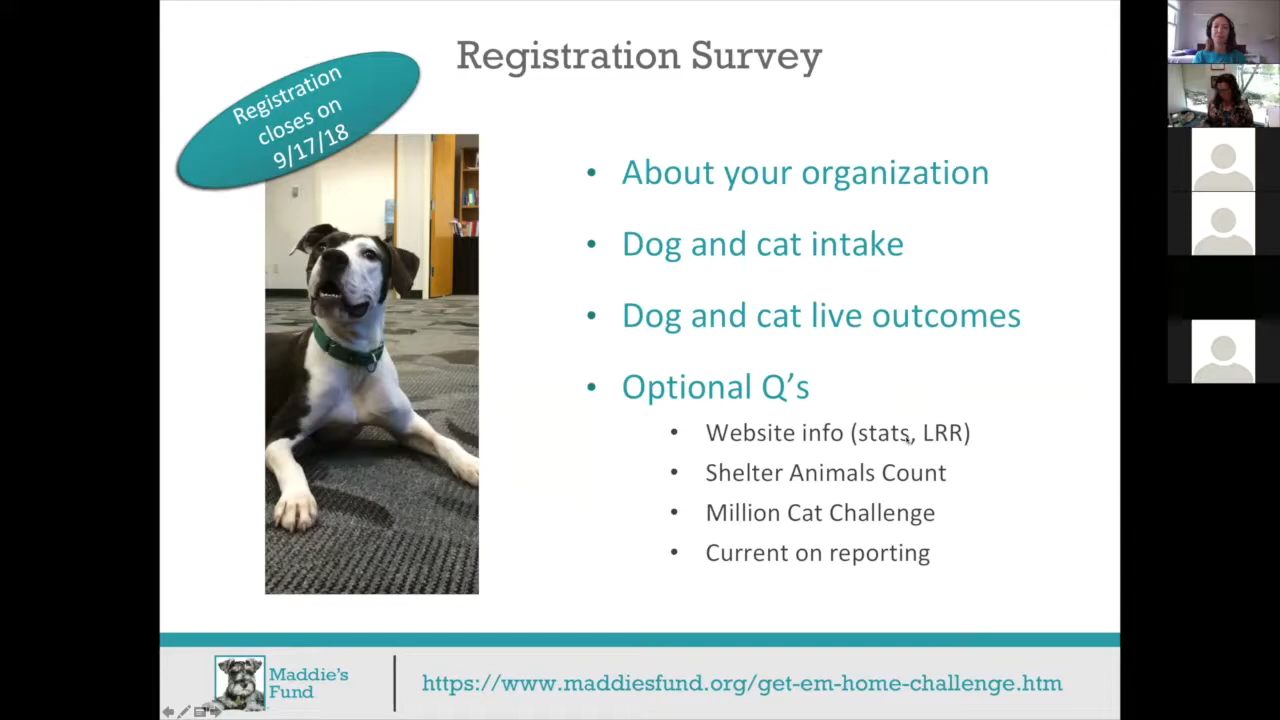 Registration Survey
Registration
closes on
9/17/18
• About your organization
• Dog and cat intake
• Dog and cat live outcomes
• Optional Q’s
• Website info (stats, LRR)
• Shelter Animals Count
• Million Cat Challenge
• Current on reporting
Maddie’s
Fund
https://www.maddiesfund.org/get-em-home-challenge.htm